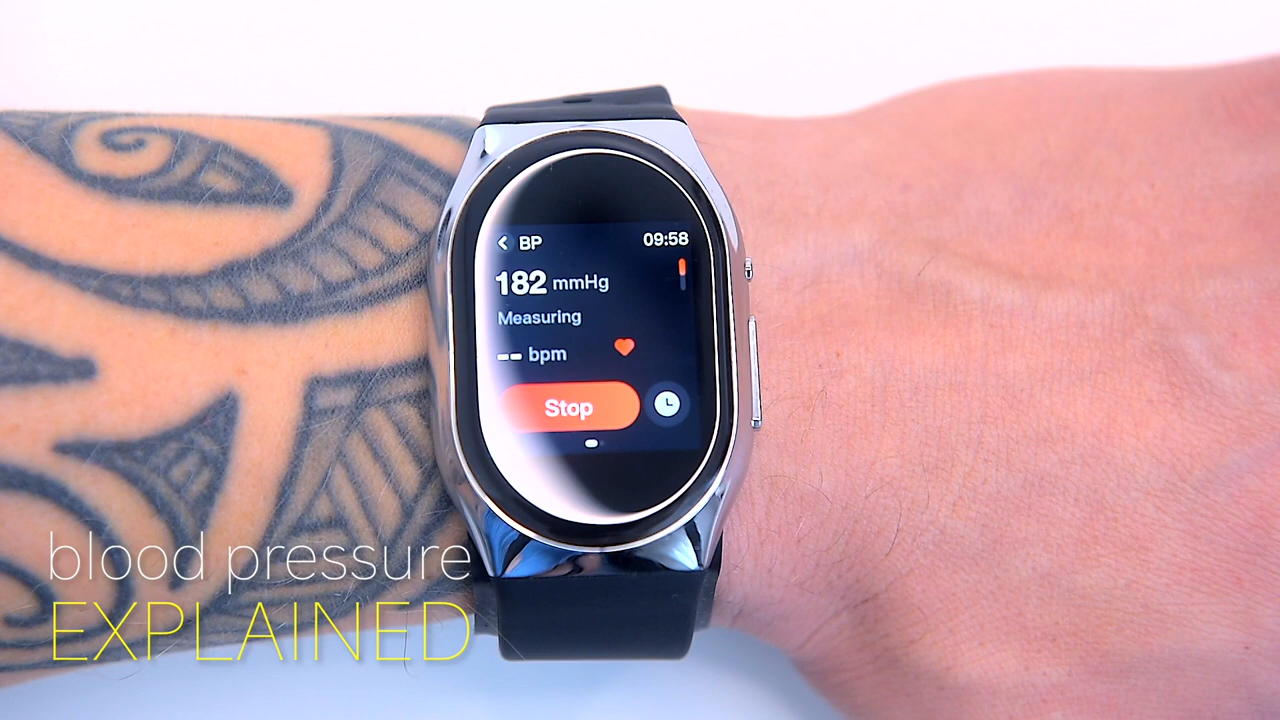 BP 09:58
182 mmHg
Measuring
-- bpm
Stop
blood pressure
EXPLAINED